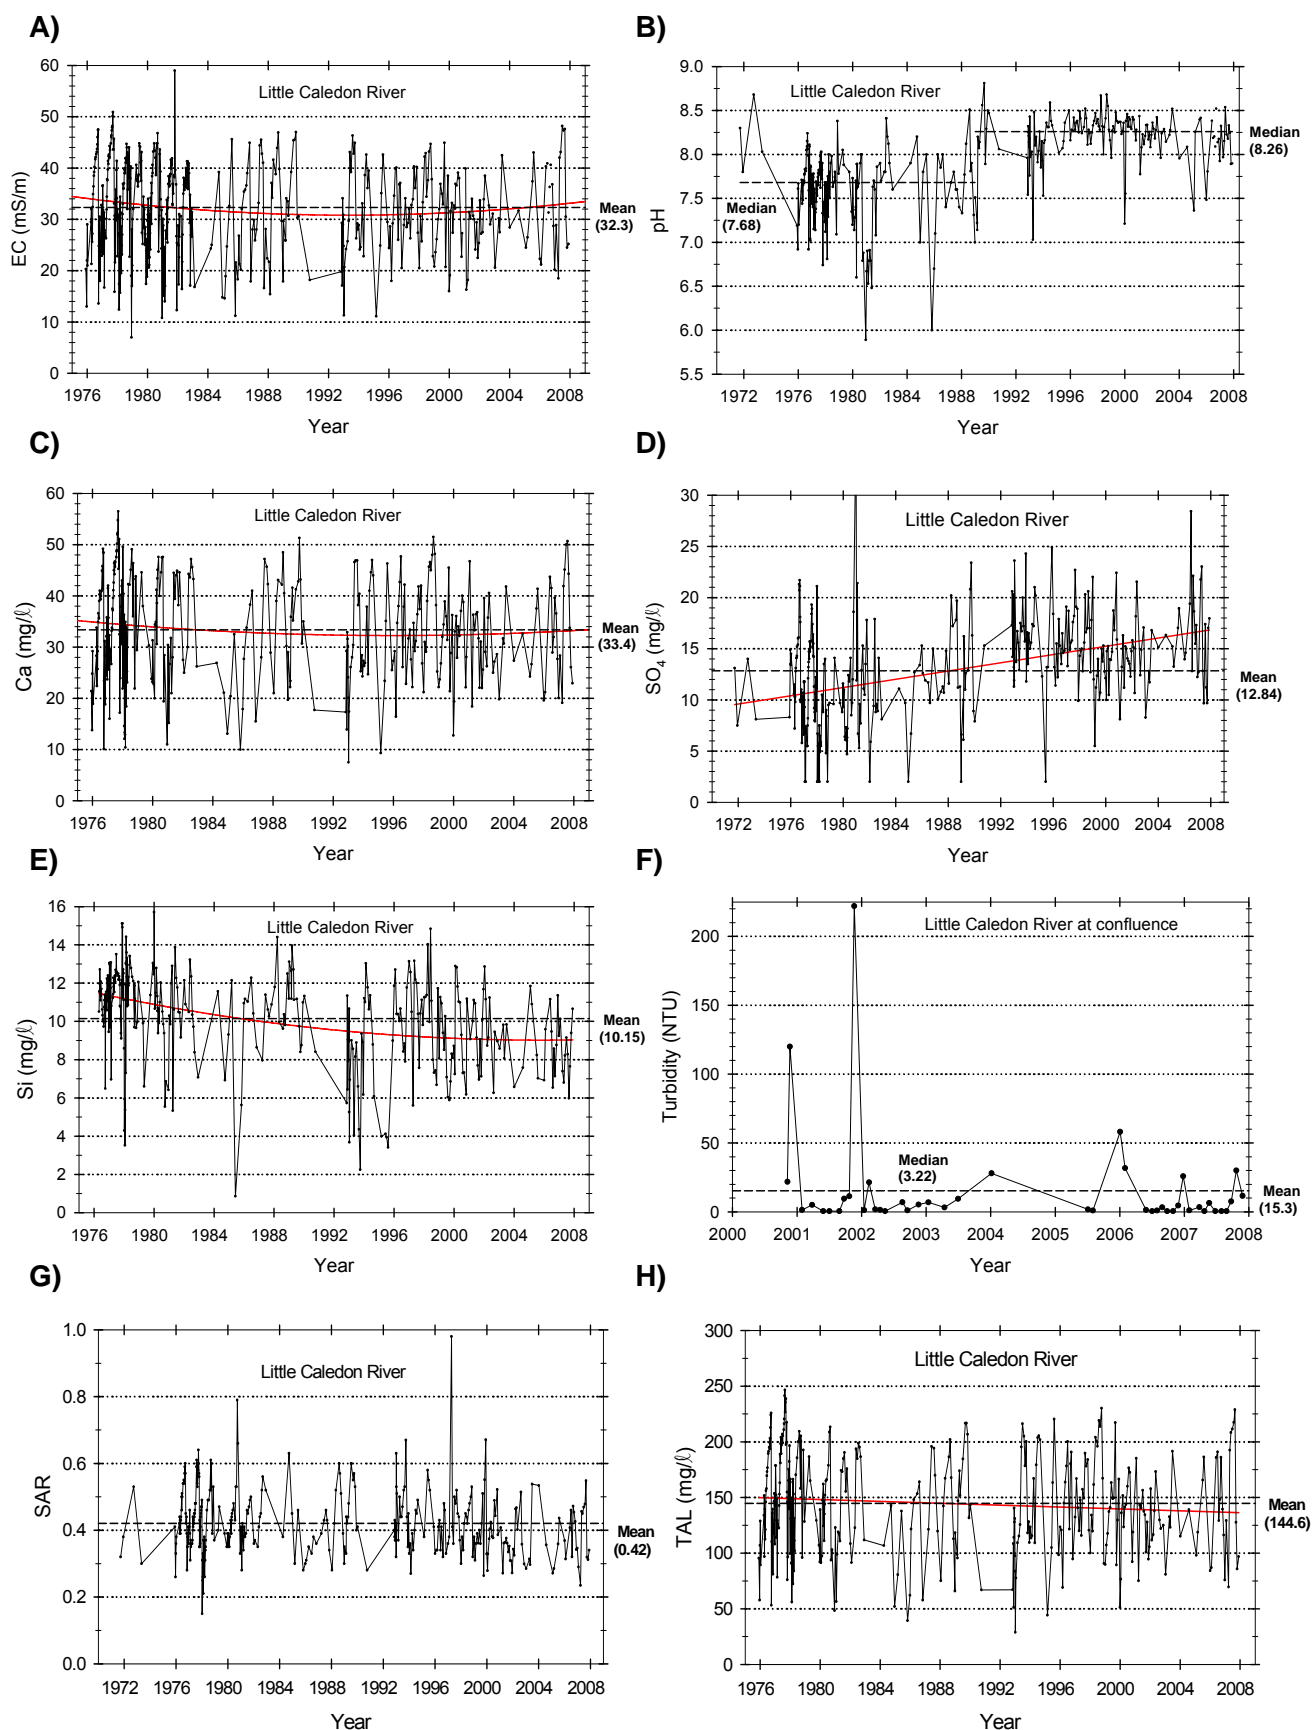 A)
60
50
40
30
20
10
0
EC (mS/m)
Little Caledon River
Mean
(32.3)
1976 1980 1984 1988 1992 1996 2000 2004 2008
Year
B)
9.0
8.5
8.0
7.5
7.0
6.5
6.0
5.5
pH
Little Caledon River
Median
(8.26)
Median
(7.68)
1972 1976 1980 1984 1988 1992 1996 2000 2004 2008
Year
C)
60
50
40
30
20
10
0
Ca (mg/ℓ)
Little Caledon River
Mean
(33.4)
1976 1980 1984 1988 1992 1996 2000 2004 2008
Year
D)
30
25
20
15
10
5
0
SO₄ (mg/ℓ)
Little Caledon River
Mean
(12.84)
1972 1976 1980 1984 1988 1992 1996 2000 2004 2008
Year
E)
16
14
12
10
8
6
4
2
0
Si (mg/ℓ)
Little Caledon River
Mean
(10.15)
1976 1980 1984 1988 1992 1996 2000 2004 2008
Year
F)
200
150
100
50
0
Turbidity (NTU)
Little Caledon River at confluence
Median
(3.22)
Mean
(15.3)
2000 2001 2002 2003 2004 2005 2006 2007 2008
Year
G)
1.0
0.8
0.6
0.4
0.2
0.0
SAR
Little Caledon River
Mean
(0.42)
1972 1976 1980 1984 1988 1992 1996 2000 2004 2008
Year
H)
300
250
200
150
100
50
0
TAL (mg/ℓ)
Little Caledon River
Mean
(144.6)
1976 1980 1984 1988 1992 1996 2000 2004 2008
Year